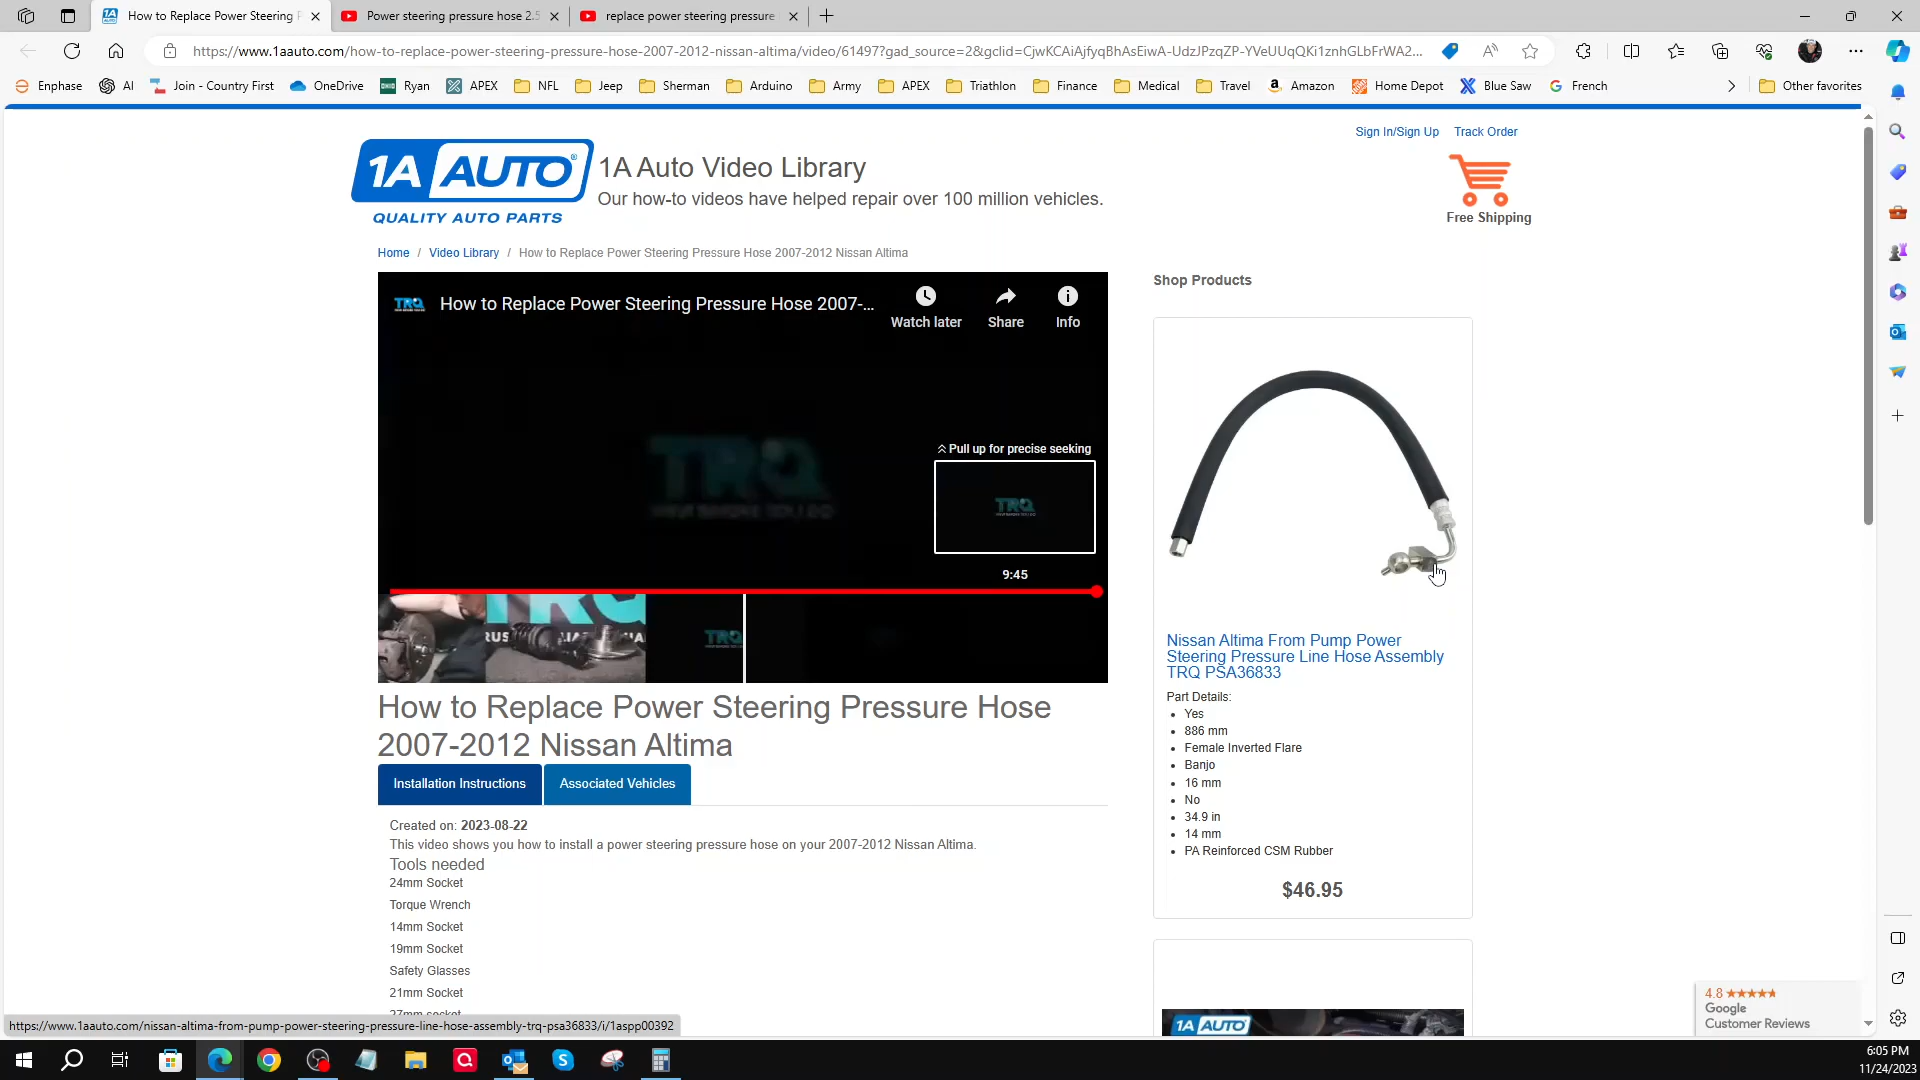 How to Replace Power Steering P
Power steering pressure hose 2.5
replace power steering pressure
https://www.1aauto.com/how-to-replace-power-steering-pressure-hose-2007-2012-nissan-altima/video/61497?gad_source=2&gclid=CjwKCAiAjfyqBhAsEiwA-UdzJPzqZP-YVeUUqQKi1znhGLbFrWA2...
Enphase AI Join - Country First OneDrive Ryan APEX NFL Jeep Sherman Arduino Army APEX Triathlon Finance Medical Travel Amazon Home Depot Blue Saw French Other favorites
Sign In/Sign Up Track Order
1A AUTO®
QUALITY AUTO PARTS
1A Auto Video Library
Our how-to videos have helped repair over 100 million vehicles.
Free Shipping
Home / Video Library / How to Replace Power Steering Pressure Hose 2007-2012 Nissan Altima
TRQ How to Replace Power Steering Pressure Hose 2007-...
Watch later Share Info
TRQ
Pull up for precise seeking
TRQ
9:45
TRQ
How to Replace Power Steering Pressure Hose
2007-2012 Nissan Altima
Installation Instructions Associated Vehicles
Created on: 2023-08-22
This video shows you how to install a power steering pressure hose on your 2007-2012 Nissan Altima.
Tools needed
24mm Socket
Torque Wrench
14mm Socket
19mm Socket
Safety Glasses
21mm Socket
27mm socket
Shop Products
Nissan Altima From Pump Power
Steering Pressure Line Hose Assembly
TRQ PSA36833
Part Details:
Yes
886 mm
Female Inverted Flare
Banjo
16 mm
No
34.9 in
14 mm
PA Reinforced CSM Rubber
$46.95
1A AUTO
4.8
Google
Customer Reviews
https://www.1aauto.com/nissan-altima-from-pump-power-steering-pressure-line-hose-assembly-trq-psa36833/i/1aspp00392
6:05 PM
11/24/2023